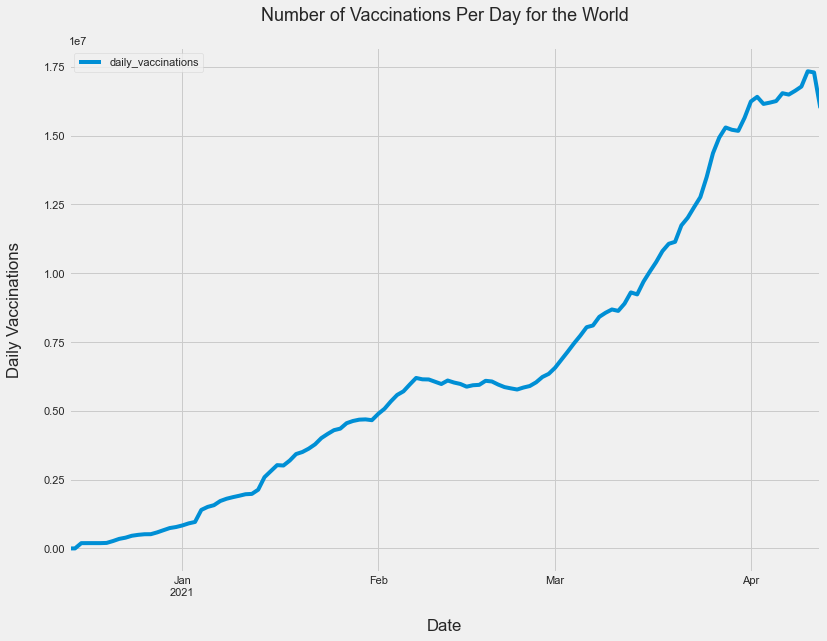 Number of Vaccinations Per Day for the World
1e7
daily_vaccinations
1.75
1.50
1.25
1.00
0.75
0.50
0.25
0.00
Daily Vaccinations
Jan
2021
Feb
Mar
Apr
Date